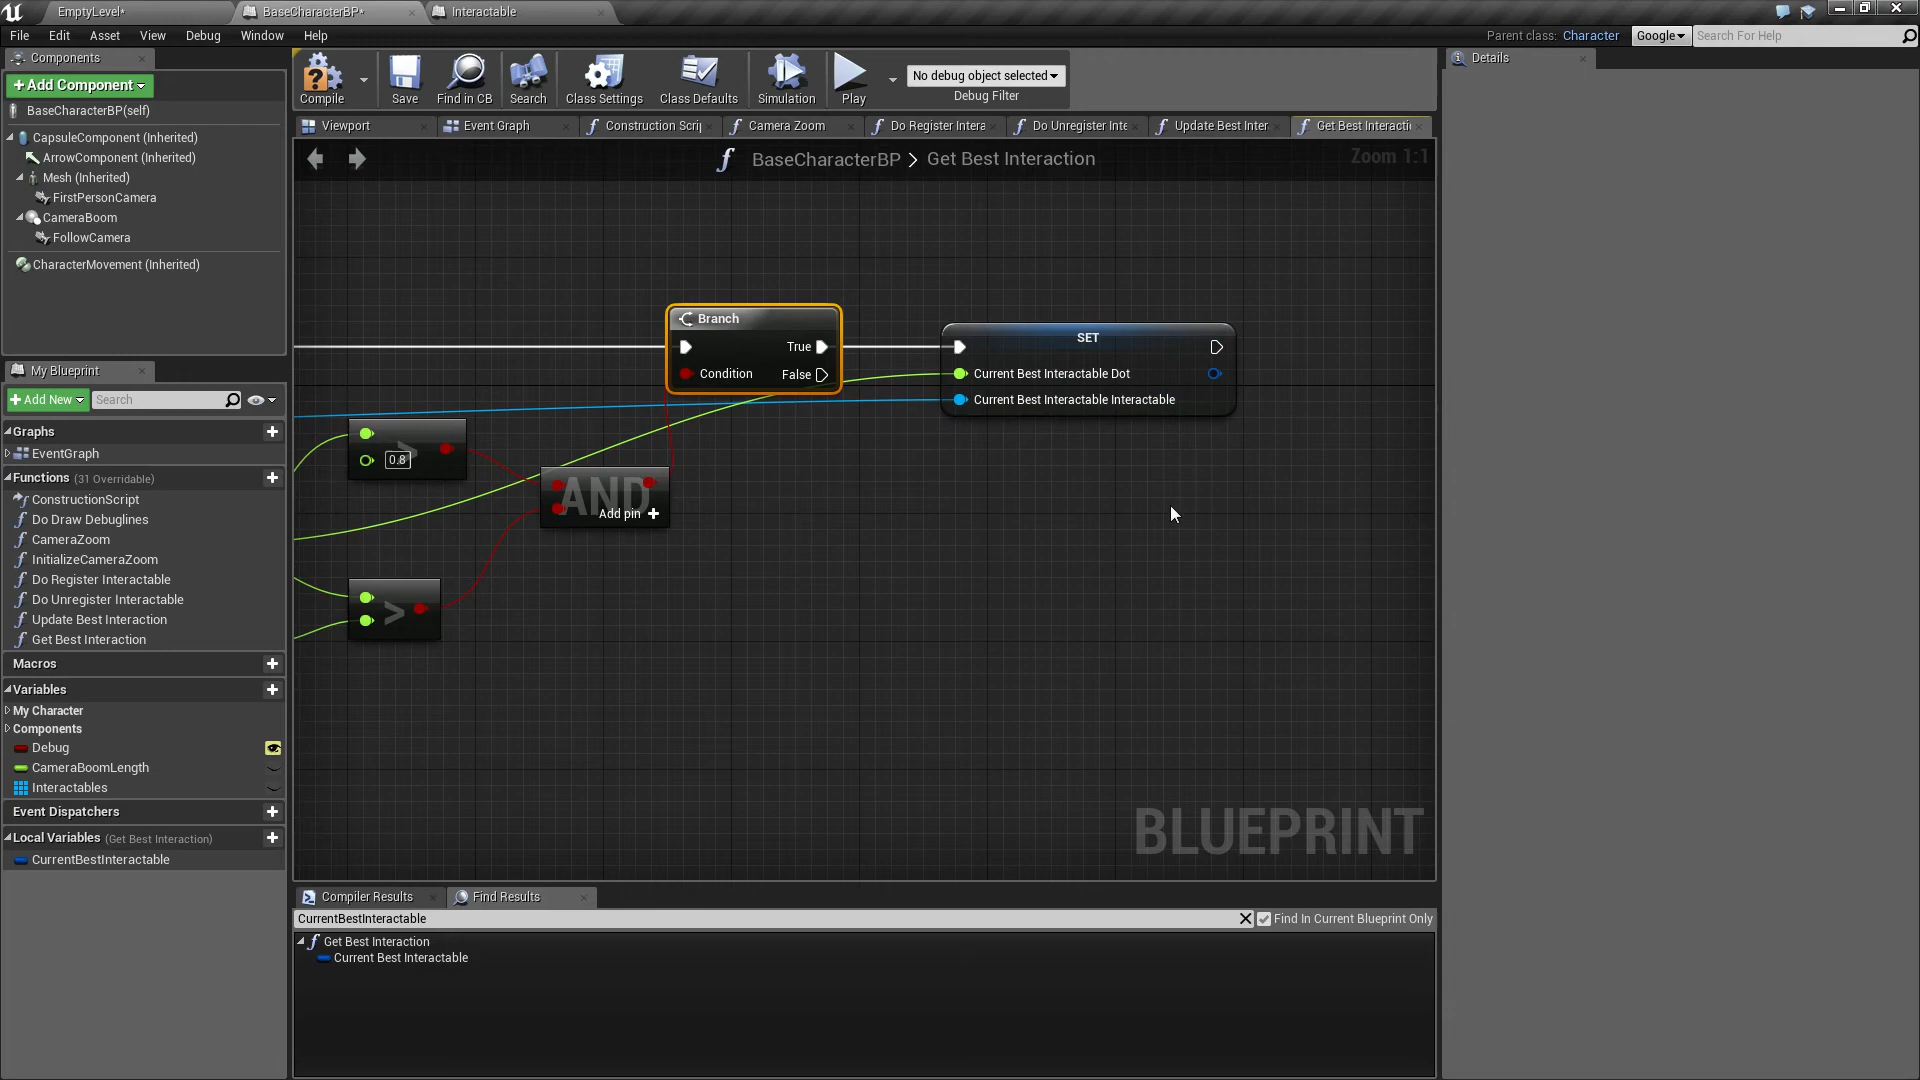 EmptyLevel*
BaseCharacterBP*
Interactable
File Edit Asset View Debug Window Help
Parent class: Character
Google
Search For Help
Components
Details
+Add Component
BaseCharacterBP(self)
CapsuleComponent (Inherited)
ArrowComponent (Inherited)
Mesh (Inherited)
FirstPersonCamera
CameraBoom
FollowCamera
CharacterMovement (Inherited)
Compile
Save
Find in CB
Search
Class Settings
Class Defaults
Simulation
Play
No debug object selected
Debug Filter
Viewport
Event Graph
Construction Scrip
Camera Zoom
Do Register Intera
Do Unregister Inte
Update Best Inter
Get Best Interacti
BaseCharacterBP > Get Best Interaction
Zoom 1:1
Branch
True
Condition
False
SET
Current Best Interactable Dot
Current Best Interactable Interactable
>
0.8
AND
Add pin +
>
BLUEPRINT
My Blueprint
+Add New
Search
Graphs
EventGraph
Functions (31 Overridable)
ConstructionScript
Do Draw Debuglines
CameraZoom
InitializeCameraZoom
Do Register Interactable
Do Unregister Interactable
Update Best Interaction
Get Best Interaction
Macros
Variables
My Character
Components
Debug
CameraBoomLength
Interactables
Event Dispatchers
Local Variables (Get Best Interaction)
CurrentBestInteractable
Compiler Results
Find Results
CurrentBestInteractable
Find In Current Blueprint Only
Get Best Interaction
Current Best Interactable